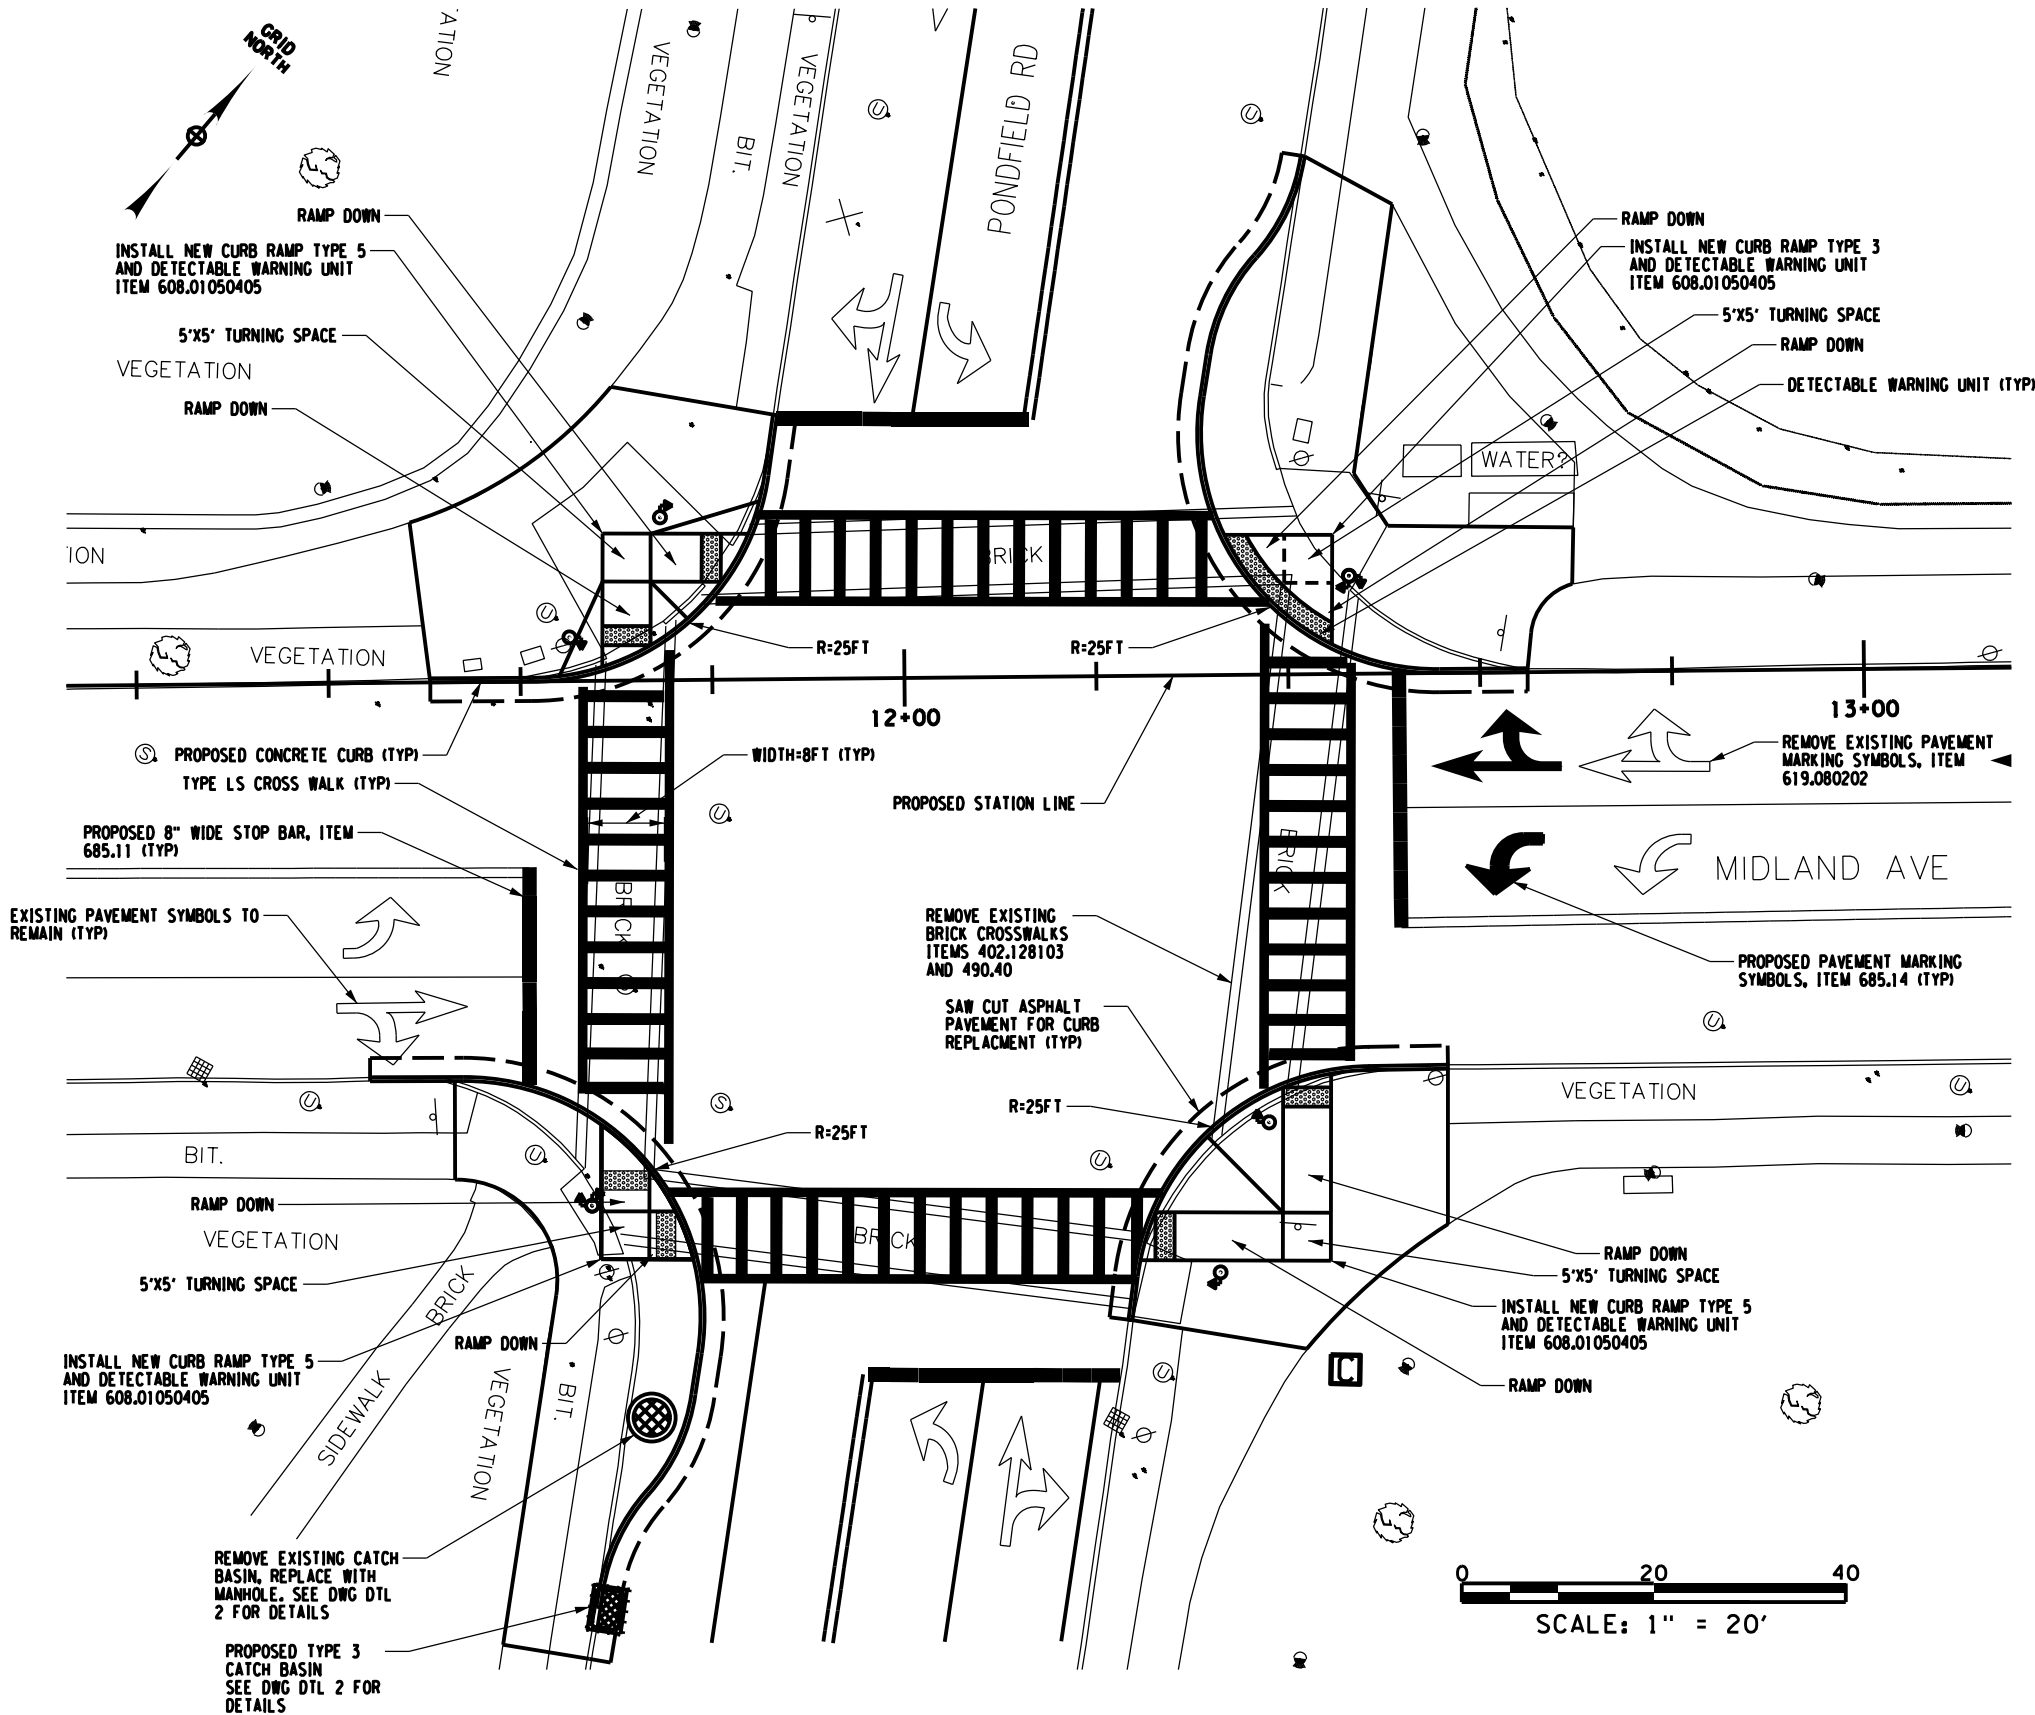 GRID
NORTH
TATION
VEGETATION
VEGETATION
BIT.
PONDFIELD RD
RAMP DOWN
INSTALL NEW CURB RAMP TYPE 5
AND DETECTABLE WARNING UNIT
ITEM 608.01050405
5'X5' TURNING SPACE
VEGETATION
RAMP DOWN
RAMP DOWN
INSTALL NEW CURB RAMP TYPE 3
AND DETECTABLE WARNING UNIT
ITEM 608.01050405
5'X5' TURNING SPACE
RAMP DOWN
DETECTABLE WARNING UNIT (TYP)
WATER?
TION
BRICK
VEGETATION
R=25FT
R=25FT
12+00
13+00
PROPOSED CONCRETE CURB (TYP)
TYPE LS CROSS WALK (TYP)
WIDTH=8FT (TYP)
PROPOSED STATION LINE
REMOVE EXISTING PAVEMENT
MARKING SYMBOLS, ITEM
619.080202
PROPOSED 8" WIDE STOP BAR, ITEM
685.11 (TYP)
BRICK
BRICK
MIDLAND AVE
EXISTING PAVEMENT SYMBOLS TO
REMAIN (TYP)
REMOVE EXISTING
BRICK CROSSWALKS
ITEMS 402.128103
AND 490.40
PROPOSED PAVEMENT MARKING
SYMBOLS, ITEM 685.14 (TYP)
SAW CUT ASPHALT
PAVEMENT FOR CURB
REPLACMENT (TYP)
R=25FT
VEGETATION
R=25FT
BIT.
RAMP DOWN
VEGETATION
BRICK
5'X5' TURNING SPACE
BRICK
RAMP DOWN
5'X5' TURNING SPACE
INSTALL NEW CURB RAMP TYPE 5
AND DETECTABLE WARNING UNIT
ITEM 608.01050405
RAMP DOWN
RAMP DOWN
INSTALL NEW CURB RAMP TYPE 5
AND DETECTABLE WARNING UNIT
ITEM 608.01050405
C
SIDEWALK
VEGETATION
BIT.
REMOVE EXISTING CATCH
BASIN, REPLACE WITH
MANHOLE. SEE DWG DTL
2 FOR DETAILS
PROPOSED TYPE 3
CATCH BASIN
SEE DWG DTL 2 FOR
DETAILS
0 20 40
SCALE: 1" = 20'